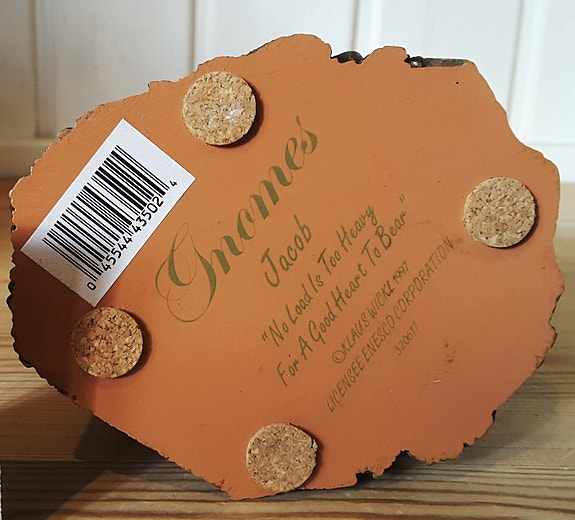 Gnomes
Jacob
"No Load Is Too Heavy
For A Good Heart To Bear"
©KLAUS WICKL 1997
LICENSEE ENESCO CORPORATION
320617
0 45544 43502 4